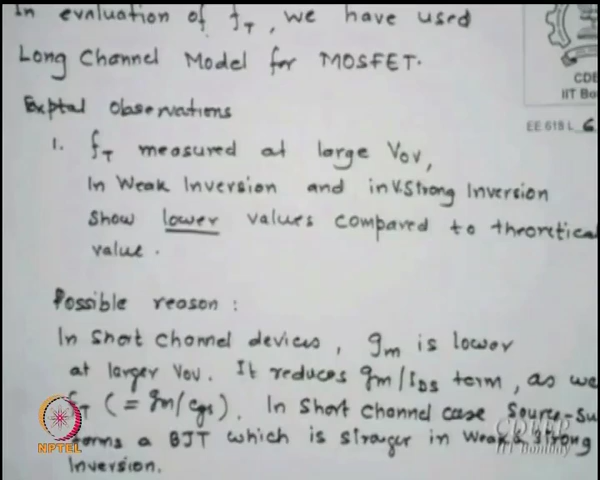 In evaluation of fT, we have used
Long Channel Model for MOSFET.
Exptal Observations
1. fT measured at large Vov,
In Weak Inversion and in V.Strong Inversion
Show lower values compared to theoretical
value.
Possible reason:
In Short channel devices, gm is lower
at larger Vov. It reduces gm/IDS term, as we
fT (= gm/cgs). In Short Channel case Source-Su
forms a BJT which is stronger in Weak & Strong
Inversion.
CDEEP
IIT Bombay
NPTEL
CDE
IIT Bo
EE 618 L 6